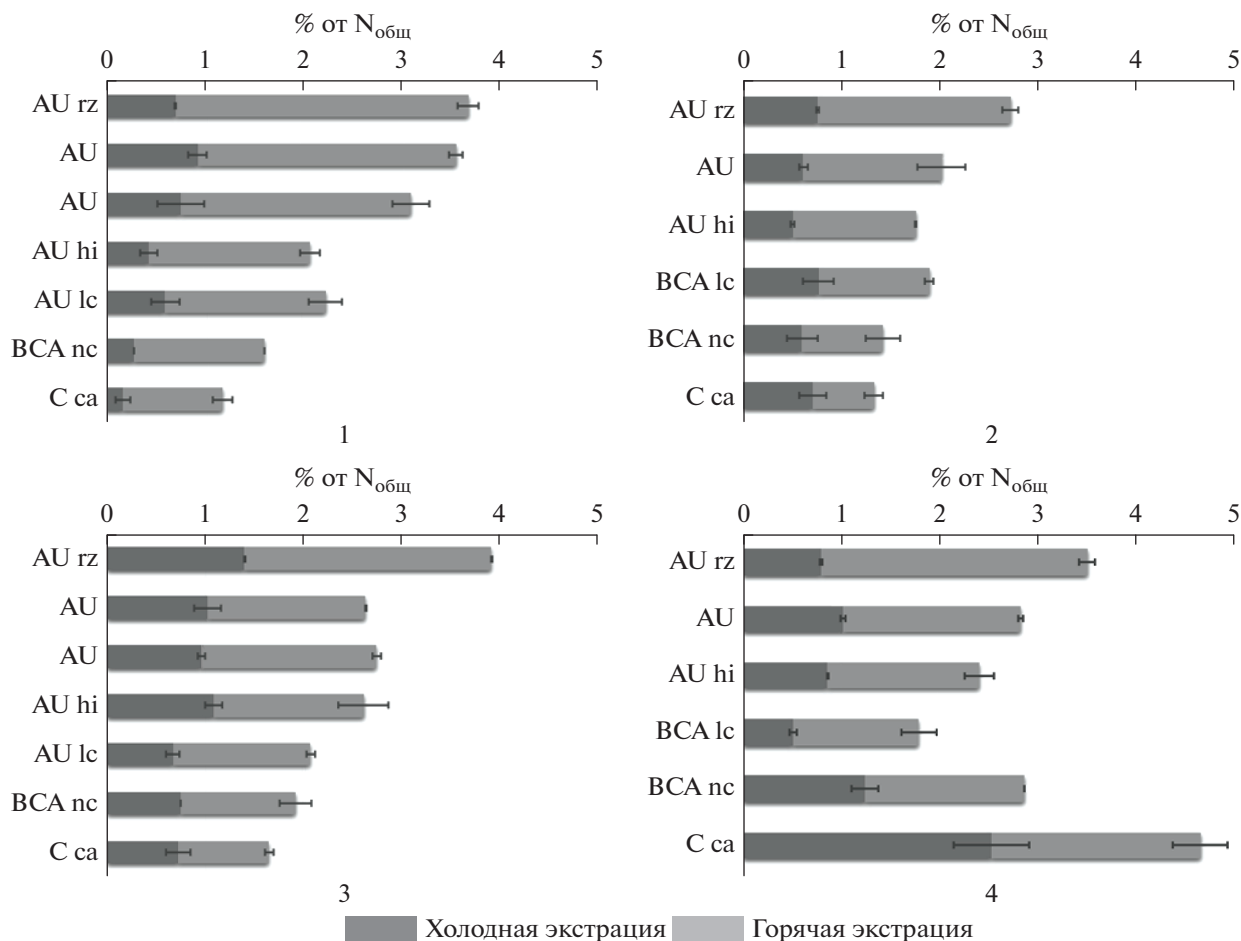 % от Nобщ
0 1 2 3 4 5
AU rz
AU
AU
AU hi
AU lc
BCA nc
C ca
1
% от Nобщ
0 1 2 3 4 5
AU rz
AU
AU hi
BCA lc
BCA nc
C ca
2
% от Nобщ
0 1 2 3 4 5
AU rz
AU
AU
AU hi
AU lc
BCA nc
C ca
3
% от Nобщ
0 1 2 3 4 5
AU rz
AU
AU hi
BCA lc
BCA nc
C ca
4
Холодная экстрация Горячая экстрация